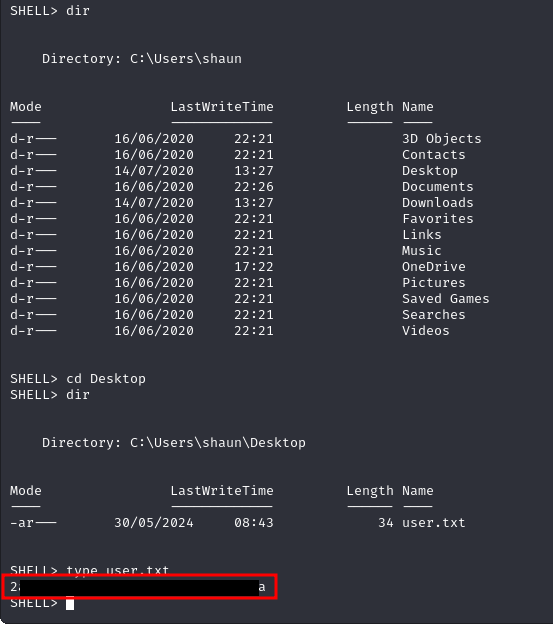 SHELL> dir
Directory: C:\Users\shaun
Mode LastWriteTime Length Name
---- ------------- ------ ----
d-r--- 16/06/2020 22:21 3D Objects
d-r--- 16/06/2020 22:21 Contacts
d-r--- 14/07/2020 13:27 Desktop
d-r--- 16/06/2020 22:26 Documents
d-r--- 14/07/2020 13:27 Downloads
d-r--- 16/06/2020 22:21 Favorites
d-r--- 16/06/2020 22:21 Links
d-r--- 16/06/2020 22:21 Music
d-r--- 16/06/2020 17:22 OneDrive
d-r--- 16/06/2020 22:21 Pictures
d-r--- 16/06/2020 22:21 Saved Games
d-r--- 16/06/2020 22:21 Searches
d-r--- 16/06/2020 22:21 Videos
SHELL> cd Desktop
SHELL> dir
Directory: C:\Users\shaun\Desktop
Mode LastWriteTime Length Name
---- ------------- ------ ----
-ar--- 30/05/2024 08:43 34 user.txt
SHELL> type user.txt
2 a
SHELL>